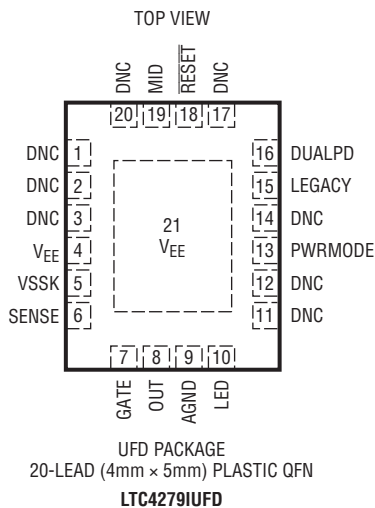 TOP VIEW
DNC
MID
RESET
DNC
20
19
18
17
DNC 1
DNC 2
DNC 3
VEE 4
VSSK 5
SENSE 6
16 DUALPD
15 LEGACY
14 DNC
13 PWRMODE
12 DNC
11 DNC
21
VEE
7
8
9
10
GATE
OUT
AGND
LED
UFD PACKAGE
20-LEAD (4mm × 5mm) PLASTIC QFN
LTC4279IUFD